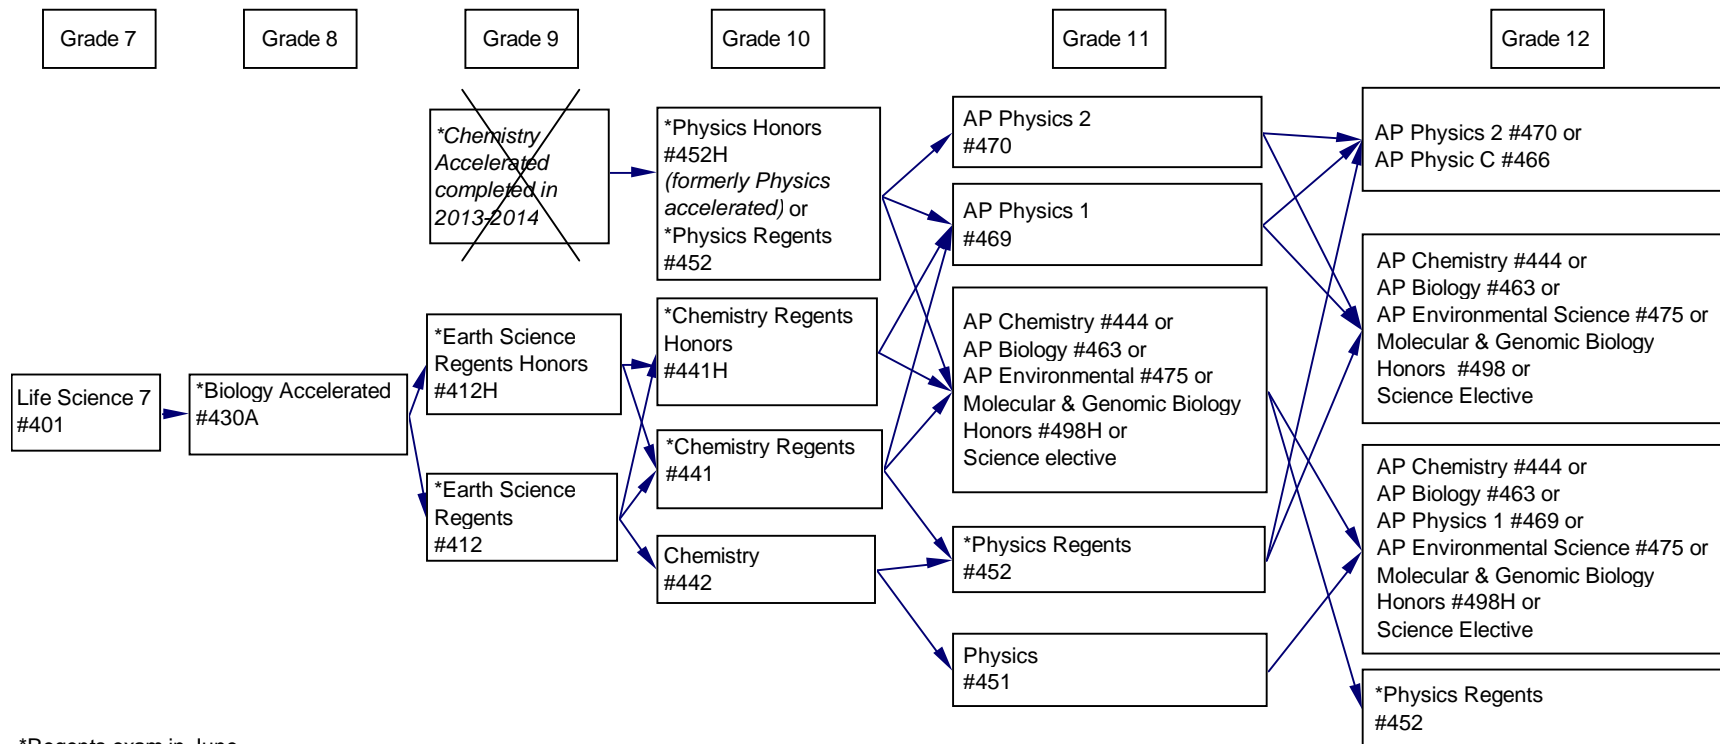 Grade 7
Grade 8
Grade 9
Grade 10
Grade 11
Grade 12
*Chemistry
Accelerated
completed in
2013-2014
*Physics Honors
#452H
(formerly Physics
accelerated) or
*Physics Regents
#452
AP Physics 2
#470
AP Physics 2 #470 or
AP Physic C #466
AP Physics 1
#469
AP Chemistry #444 or
AP Biology #463 or
AP Environmental Science #475 or
Molecular & Genomic Biology
Honors #498 or
Science Elective
*Earth Science
Regents Honors
#412H
*Chemistry Regents
Honors
#441H
AP Chemistry #444 or
AP Biology #463 or
AP Environmental #475 or
Molecular & Genomic Biology
Honors #498H or
Science elective
Life Science 7
#401
*Biology Accelerated
#430A
*Chemistry Regents
#441
*Earth Science
Regents
#412
AP Chemistry #444 or
AP Biology #463 or
AP Physics 1 #469 or
AP Environmental Science #475 or
Molecular & Genomic Biology
Honors #498H or
Science Elective
Chemistry
#442
*Physics Regents
#452
Physics
#451
*Physics Regents
#452
*Regents exam in June